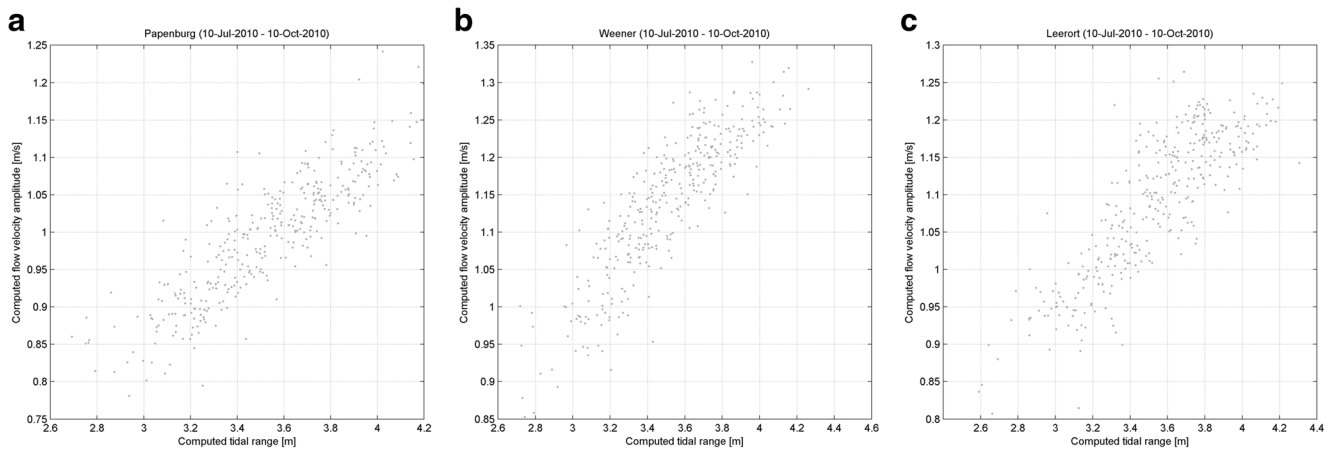 a
Papenburg (10-Jul-2010 - 10-Oct-2010)
1.25
1.2
1.15
1.1
1.05
1
0.95
0.9
0.85
0.8
0.75
Computed flow velocity amplitude [m/s]
2.6 2.8 3 3.2 3.4 3.6 3.8 4 4.2
Computed tidal range [m]
b
Weener (10-Jul-2010 - 10-Oct-2010)
1.35
1.3
1.25
1.2
1.15
1.1
1.05
1
0.95
0.9
0.85
Computed flow velocity amplitude [m/s]
2.6 2.8 3 3.2 3.4 3.6 3.8 4 4.2 4.4 4.6
Computed tidal range [m]
c
Leerort (10-Jul-2010 - 10-Oct-2010)
1.3
1.25
1.2
1.15
1.1
1.05
1
0.95
0.9
0.85
0.8
Computed flow velocity amplitude [m/s]
2.6 2.8 3 3.2 3.4 3.6 3.8 4 4.2 4.4
Computed tidal range [m]